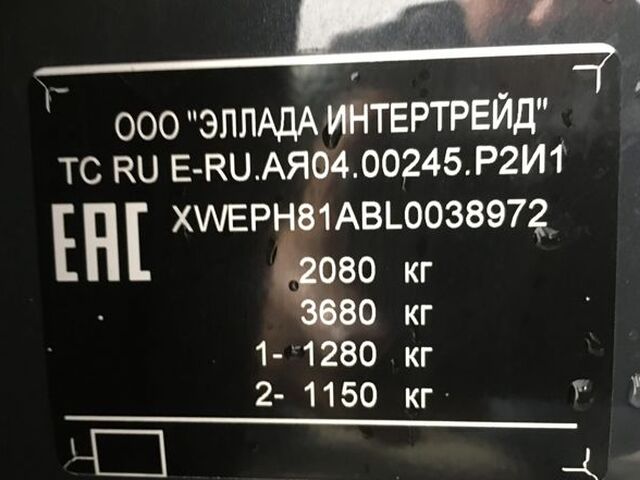 ООО "ЭЛЛАДА ИНТЕРТРЕЙД"
ТС RU E-RU.АЯ04.00245.Р2И1
EAC XWEPH81ABL0038972
2080 кг
3680 кг
1- 1280 кг
2- 1150 кг